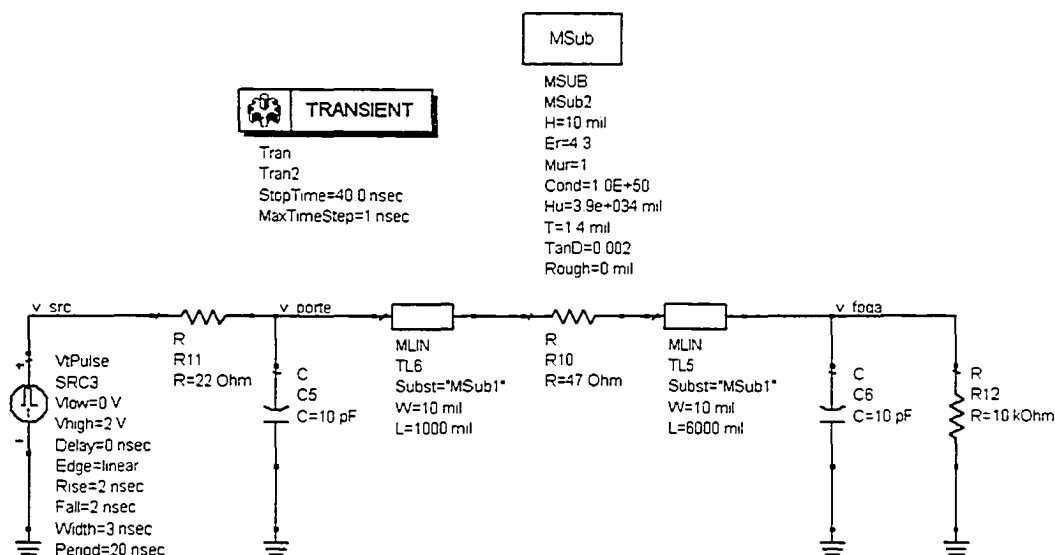 MSub
MSUB
MSub2
H=10 mil
Er=4 3
Mur=1
Cond=1 0E+50
Hu=3.9e+034 mil
T=1 4 mil
TanD=0 002
Rough=0 mil
TRANSIENT
Tran
Tran2
StopTime=40 0 nsec
MaxTimeStep=1 nsec
v_src
v_porte
v_fpga
VtPulse
SRC3
Vlow=0 V
Vhigh=2 V
Delay=0 nsec
Edge=linear
Rise=2 nsec
Fall=2 nsec
Width=3 nsec
Period=20 nsec
R
R11
R=22 Ohm
C
C5
C=10 pF
MLIN
TL6
Subst="MSub1"
W=10 mil
L=1000 mil
R
R10
R=47 Ohm
MLIN
TL5
Subst="MSub1"
W=10 mil
L=6000 mil
C
C6
C=10 pF
R
R12
R=10 kOhm